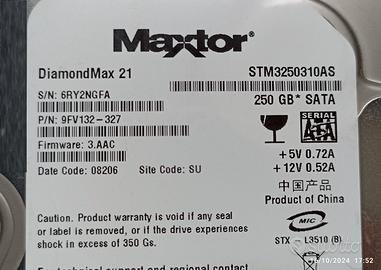 Maxtor
DiamondMax 21
STM3250310AS
S/N: 6RY2NGFA
250 GB* SATA
P/N: 9FV132-327
SERIAL
ATA
Firmware: 3.AAC
+5V 0.72A
+12V 0.52A
Date Code: 08206 Site Code: SU
中国产品
Product of China
Caution: Product warranty is void if any seal
or label is removed, or if the drive experiences
shock in excess of 350 Gs.
MIC
STX - L3510 (B)
10/2024 17:52